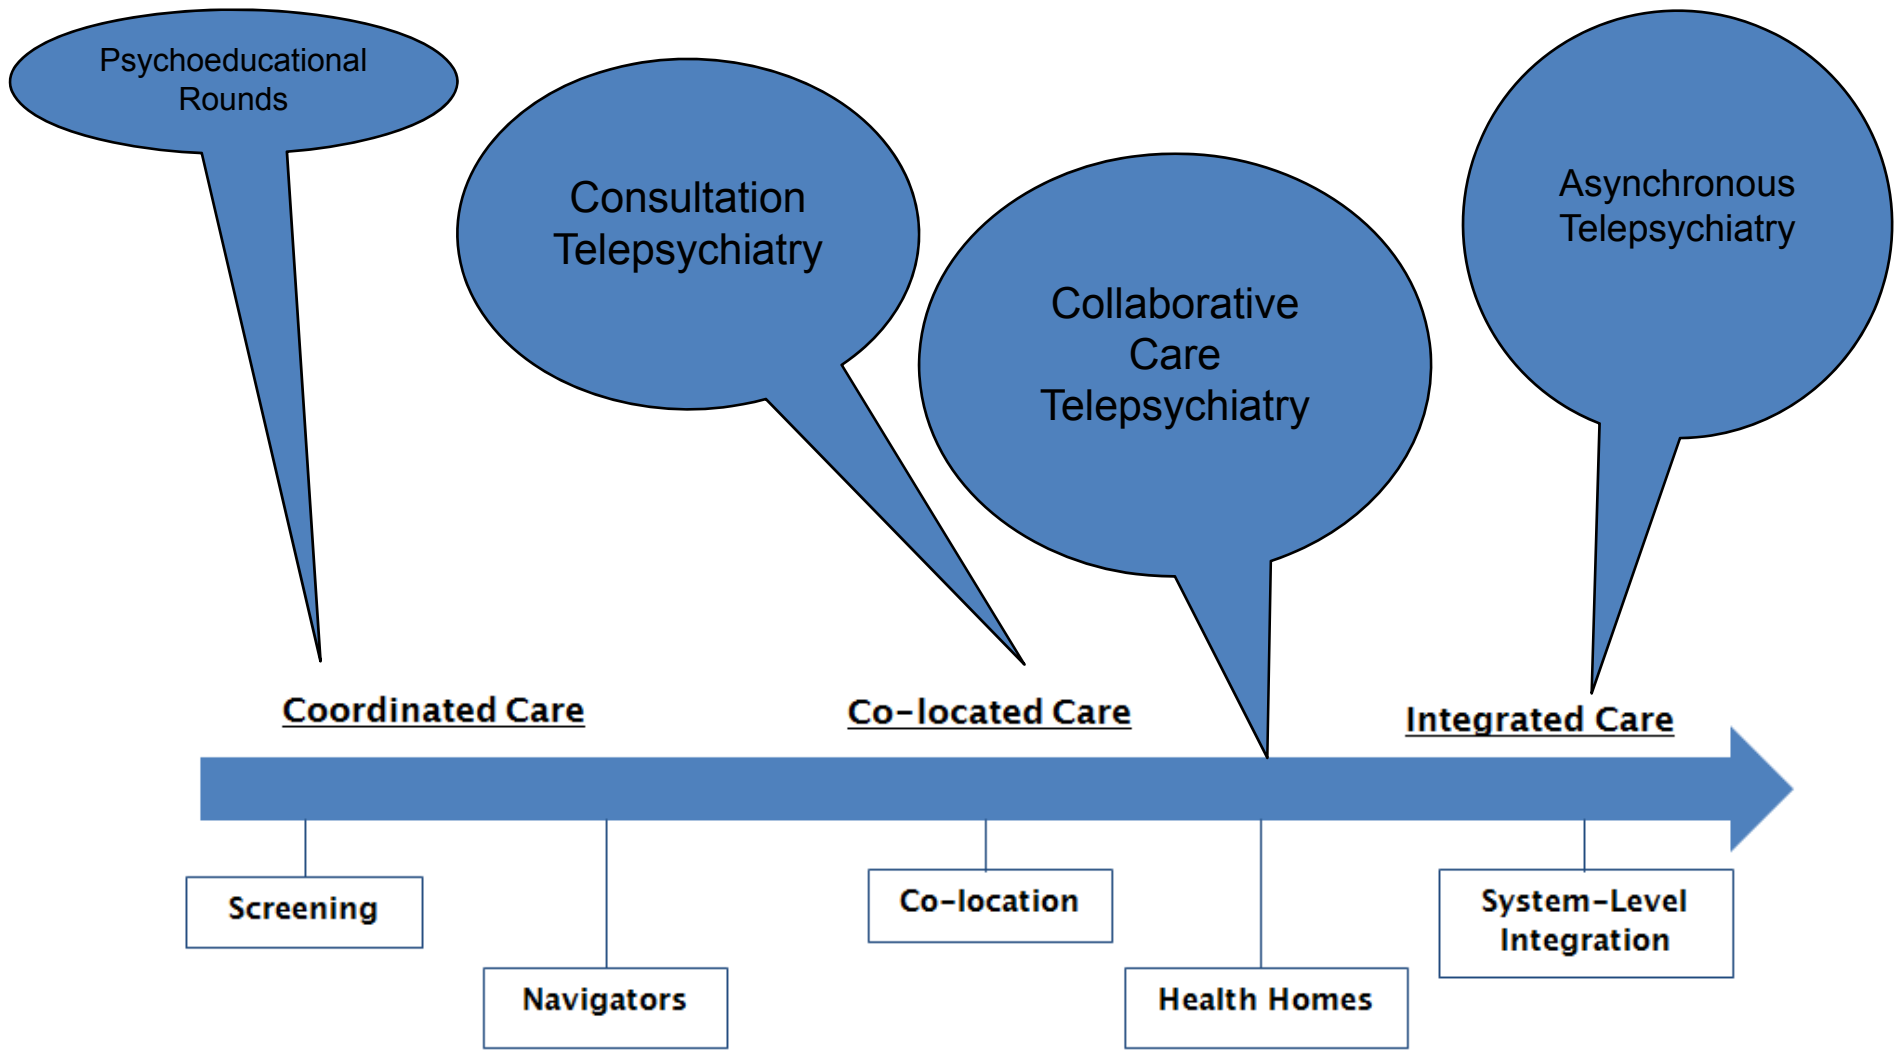 Psychoeducational
Rounds
Consultation
Telepsychiatry
Collaborative
Care
Telepsychiatry
Asynchronous
Telepsychiatry
Coordinated Care
Co-located Care
Integrated Care
Screening
Navigators
Co-location
Health Homes
System-Level
Integration